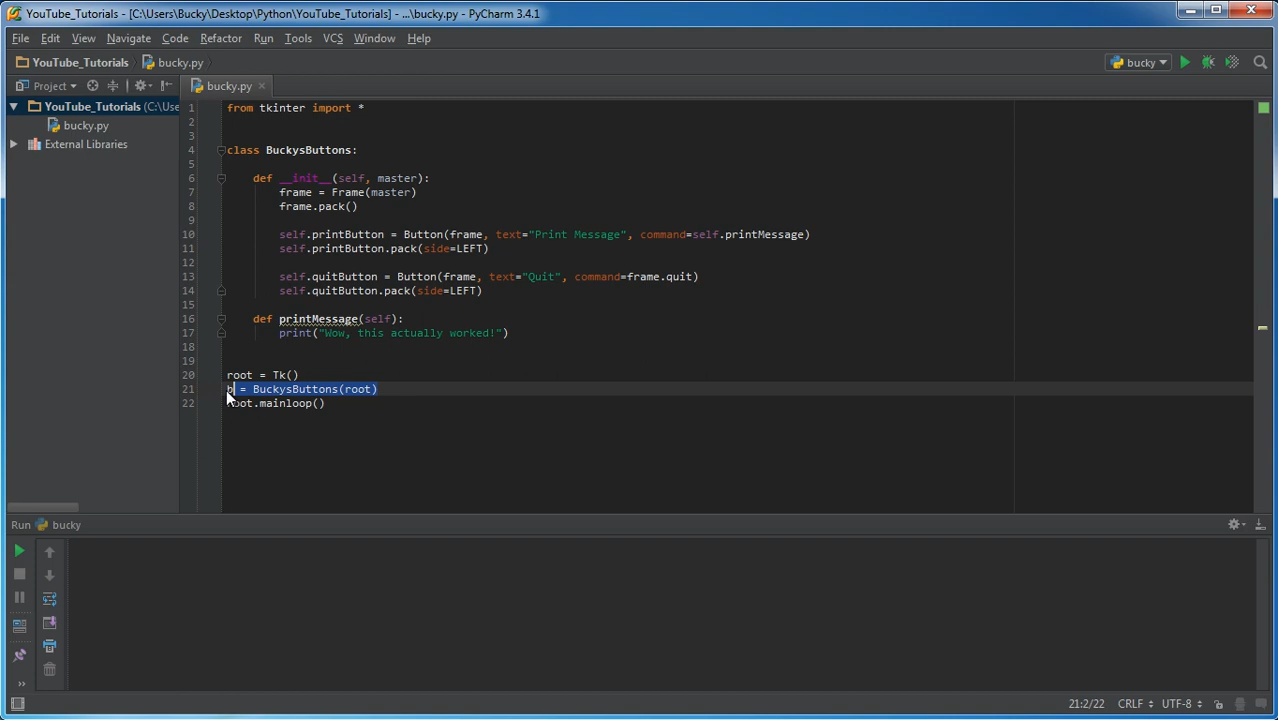 YouTube_Tutorials - [C:\Users\Bucky\Desktop\Python\YouTube_Tutorials] - ...\bucky.py - PyCharm 3.4.1
File Edit View Navigate Code Refactor Run Tools VCS Window Help
YouTube_Tutorials bucky.py bucky
Project bucky.py
YouTube_Tutorials (C:\Use
bucky.py
External Libraries
1 from tkinter import *
2
3
4 class BuckysButtons:
5
6 def __init__(self, master):
7 frame = Frame(master)
8 frame.pack()
9
10 self.printButton = Button(frame, text="Print Message", command=self.printMessage)
11 self.printButton.pack(side=LEFT)
12
13 self.quitButton = Button(frame, text="Quit", command=frame.quit)
14 self.quitButton.pack(side=LEFT)
15
16 def printMessage(self):
17 print("Wow, this actually worked!")
18
19
20 root = Tk()
21 b = BuckysButtons(root)
22 root.mainloop()
Run bucky
21:2/22 CRLF UTF-8